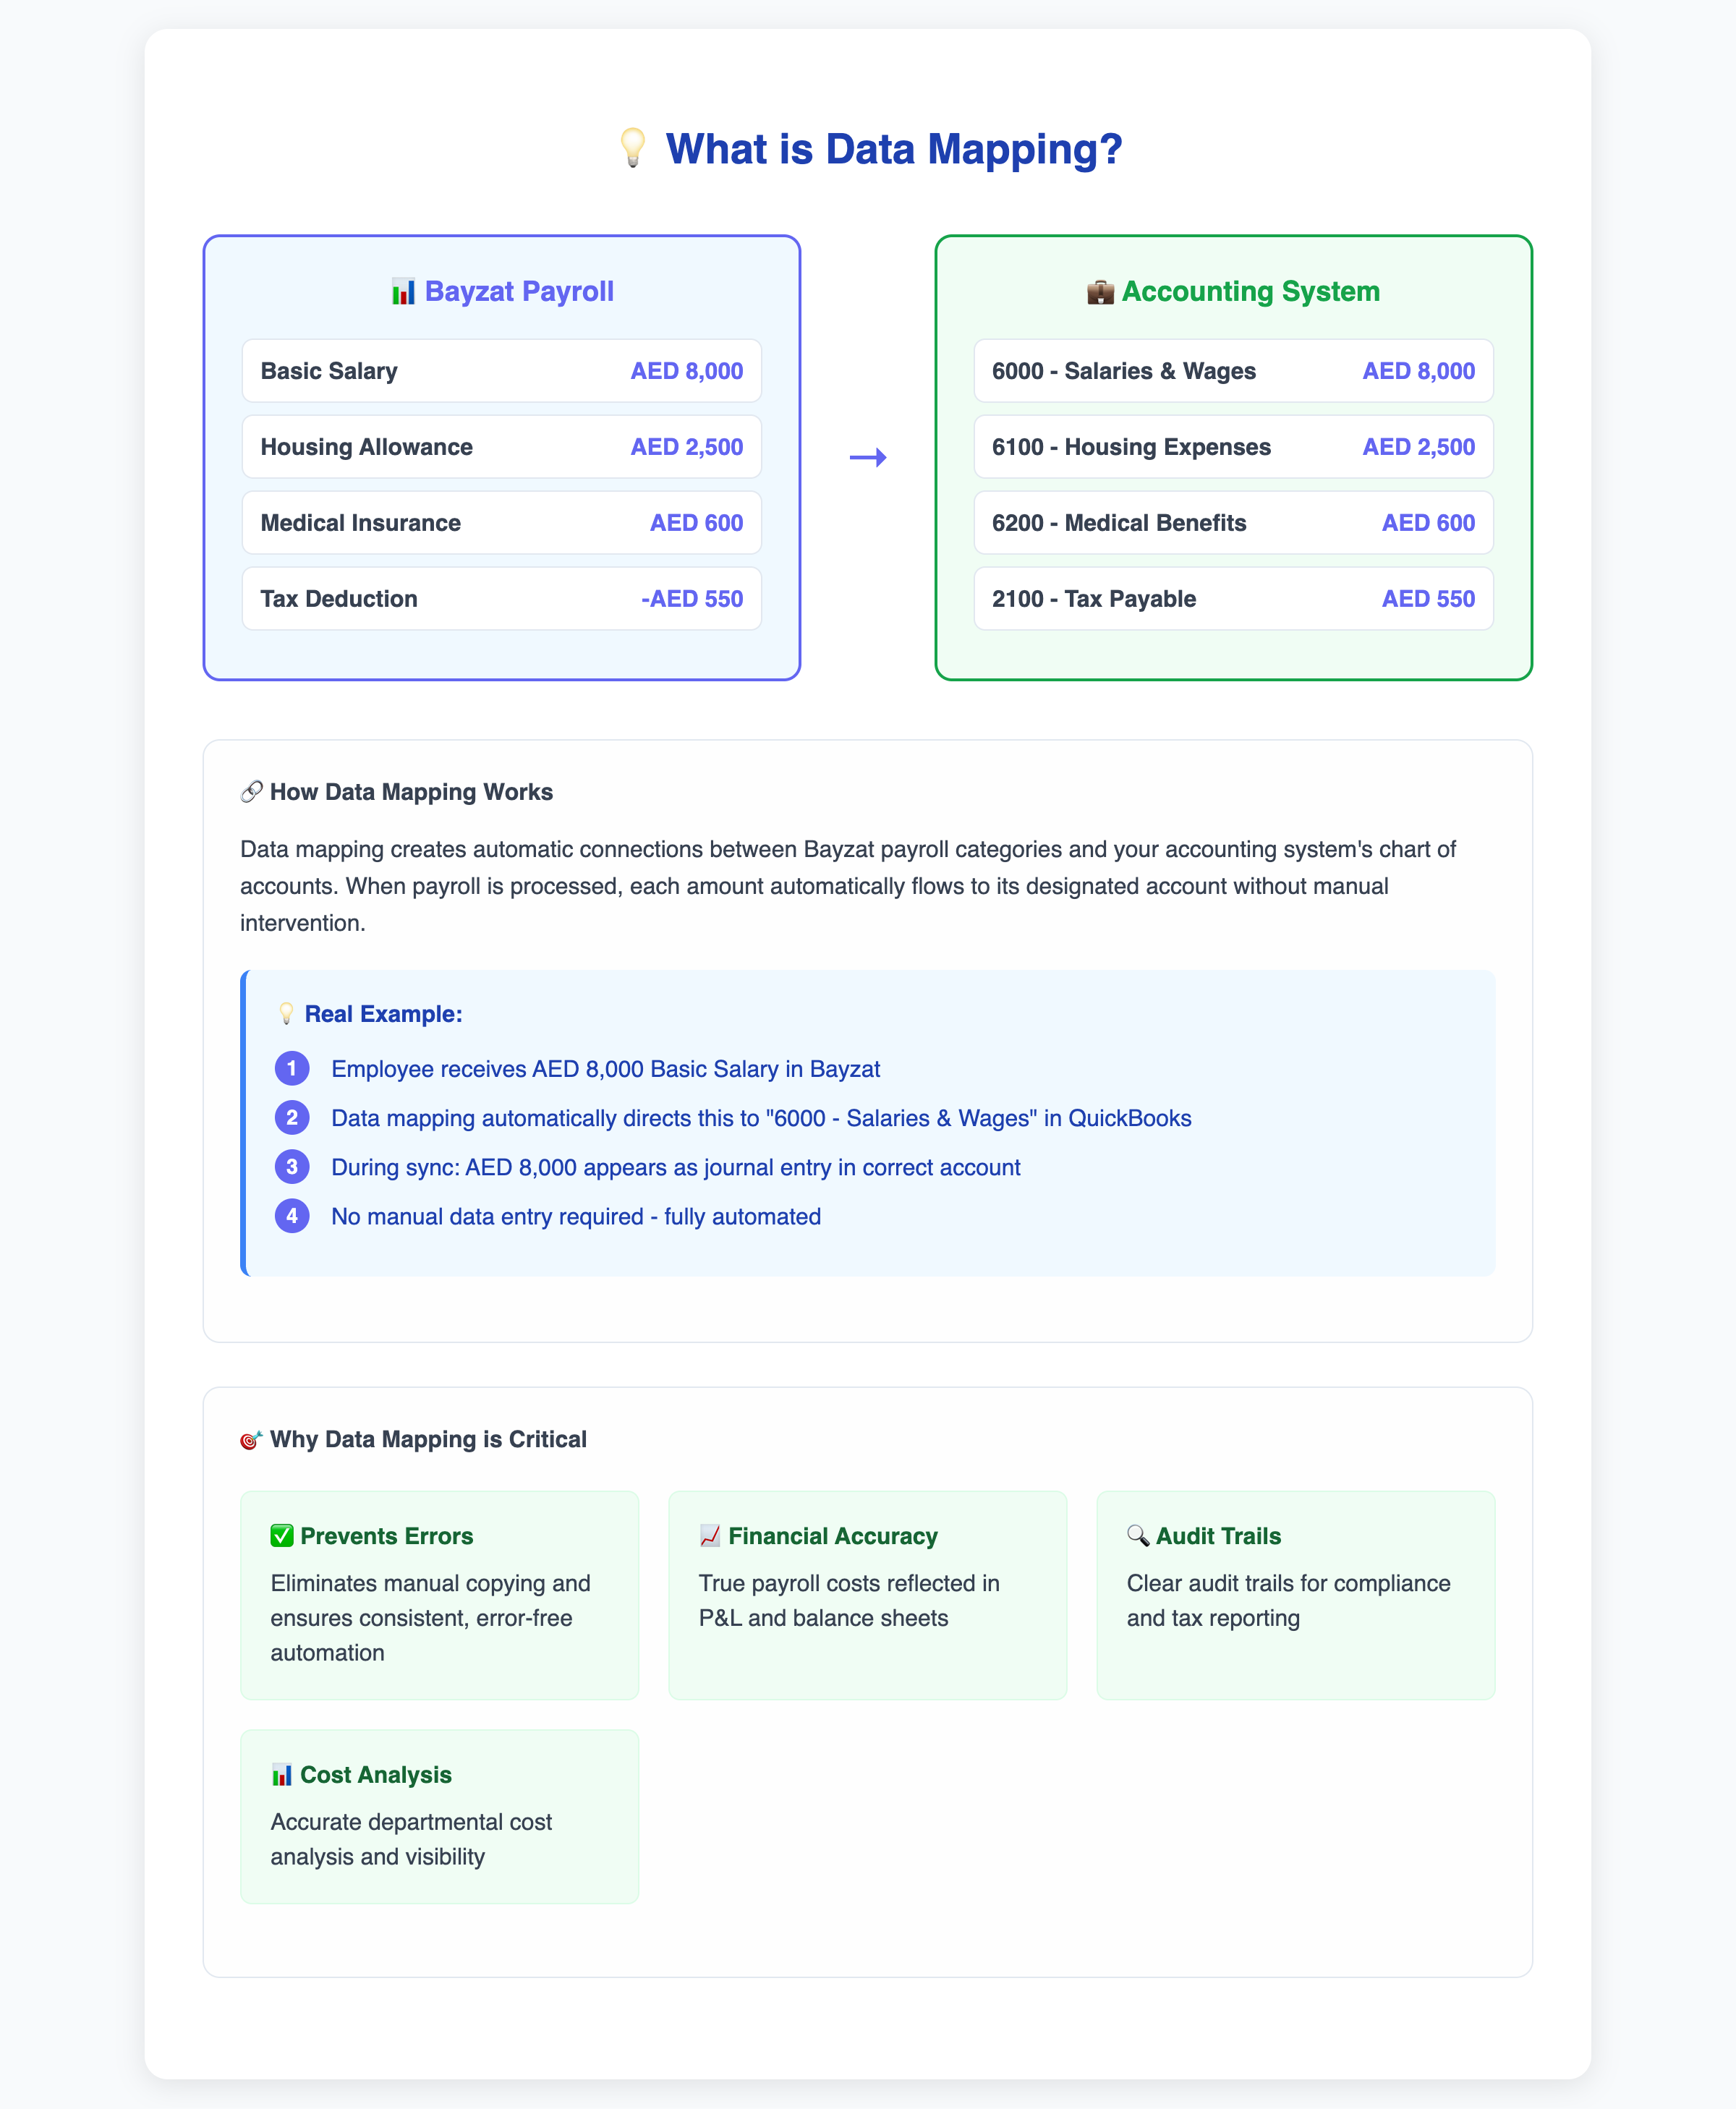 💡 What is Data Mapping?
📊 Bayzat Payroll
Basic Salary AED 8,000
Housing Allowance AED 2,500
Medical Insurance AED 600
Tax Deduction -AED 550
→
💼 Accounting System
6000 - Salaries & Wages AED 8,000
6100 - Housing Expenses AED 2,500
6200 - Medical Benefits AED 600
2100 - Tax Payable AED 550
🔗 How Data Mapping Works
Data mapping creates automatic connections between Bayzat payroll categories and your accounting system's chart of
accounts. When payroll is processed, each amount automatically flows to its designated account without manual
intervention.
💡 Real Example:
1 Employee receives AED 8,000 Basic Salary in Bayzat
2 Data mapping automatically directs this to "6000 - Salaries & Wages" in QuickBooks
3 During sync: AED 8,000 appears as journal entry in correct account
4 No manual data entry required - fully automated
🎯 Why Data Mapping is Critical
✅ Prevents Errors
Eliminates manual copying and
ensures consistent, error-free
automation
📈 Financial Accuracy
True payroll costs reflected in
P&L and balance sheets
🔍 Audit Trails
Clear audit trails for compliance
and tax reporting
📊 Cost Analysis
Accurate departmental cost
analysis and visibility